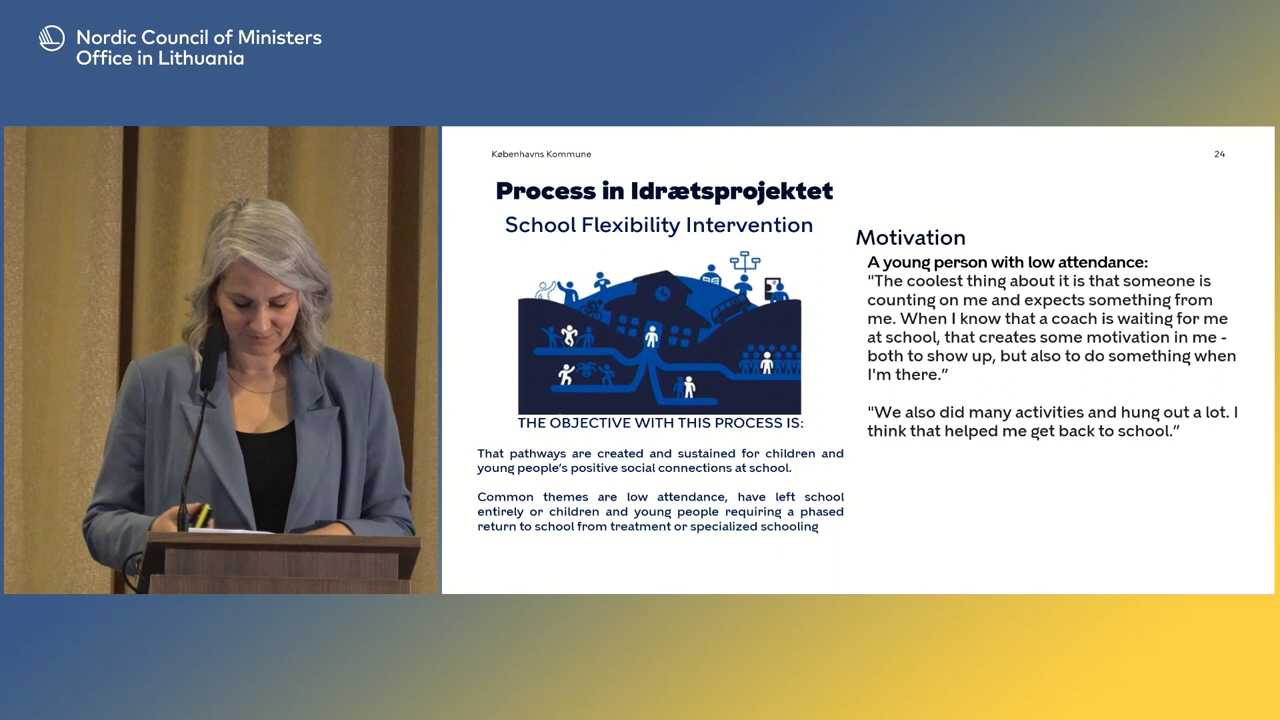 Nordic Council of Ministers
Office in Lithuania
Københavns Kommune
24
Process in Idrætsprojektet
School Flexibility Intervention
THE OBJECTIVE WITH THIS PROCESS IS:
That pathways are created and sustained for children and
young people's positive social connections at school.
Common themes are low attendance, have left school
entirely or children and young people requiring a phased
return to school from treatment or specialized schooling
Motivation
A young person with low attendance:
"The coolest thing about it is that someone is
counting on me and expects something from
me. When I know that a coach is waiting for me
at school, that creates some motivation in me -
both to show up, but also to do something when
I'm there.”
"We also did many activities and hung out a lot. I
think that helped me get back to school.”